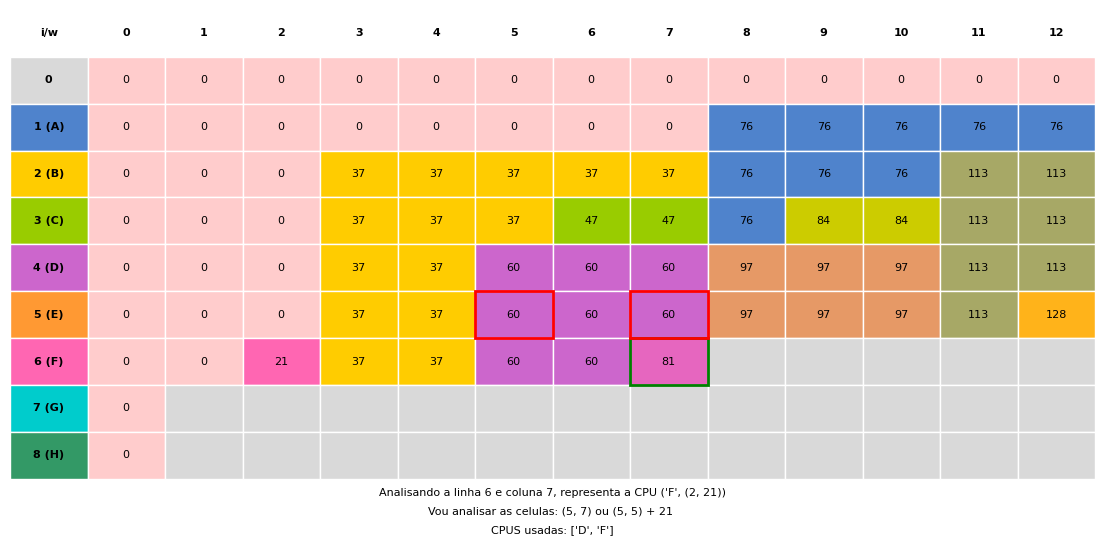 i/w 0 1 2 3 4 5 6 7 8 9 10 11 12
0 0 0 0 0 0 0 0 0 0 0 0 0 0
1 (A) 0 0 0 0 0 0 0 0 76 76 76 76 76
2 (B) 0 0 0 37 37 37 37 37 76 76 76 113 113
3 (C) 0 0 0 37 37 37 47 47 76 84 84 113 113
4 (D) 0 0 0 37 37 60 60 60 97 97 97 113 113
5 (E) 0 0 0 37 37 60 60 60 97 97 97 113 128
6 (F) 0 0 21 37 37 60 60 81
7 (G) 0
8 (H) 0
Analisando a linha 6 e coluna 7, representa a CPU ('F', (2, 21))
Vou analisar as celulas: (5, 7) ou (5, 5) + 21
CPUS usadas: ['D', 'F']